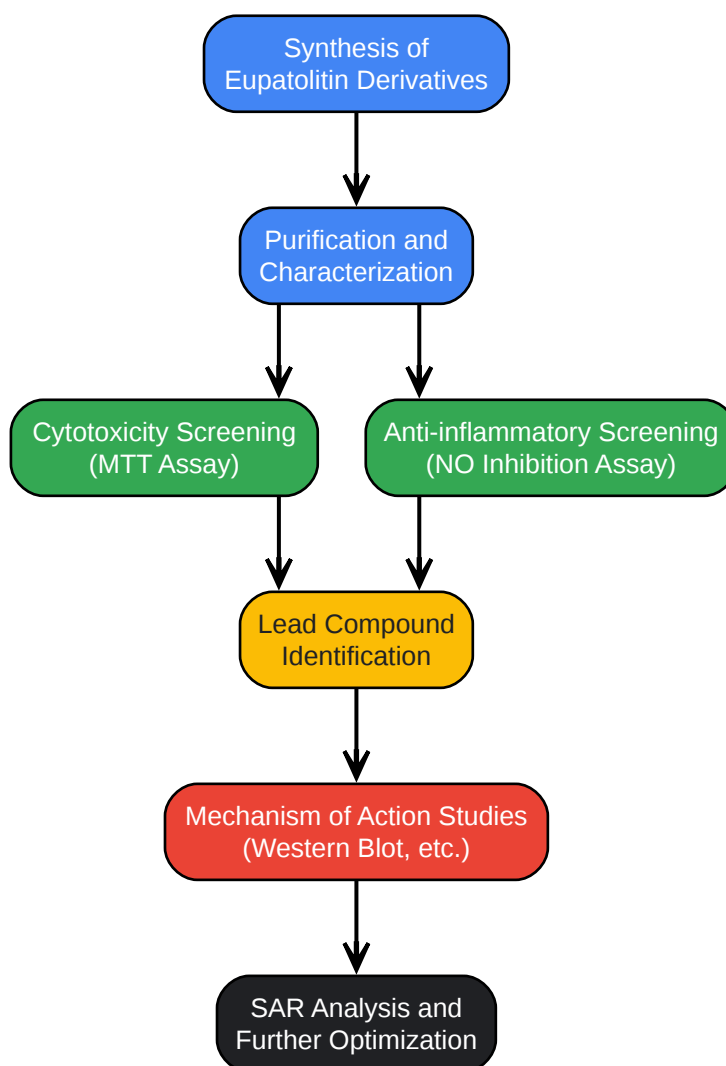 Synthesis of
Eupatolitin Derivatives
Purification and
Characterization
Cytotoxicity Screening
(MTT Assay)
Anti-inflammatory Screening
(NO Inhibition Assay)
Lead Compound
Identification
Mechanism of Action Studies
(Western Blot, etc.)
SAR Analysis and
Further Optimization